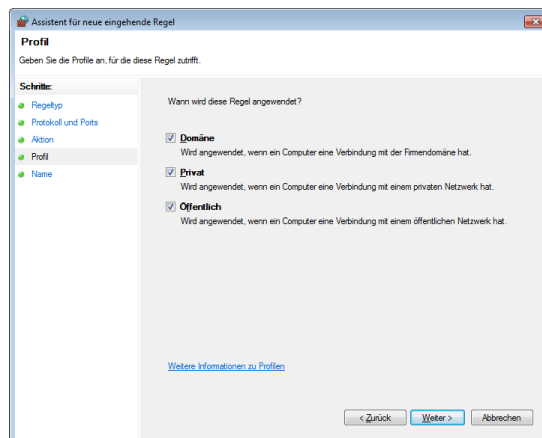 Assistent für neue eingehende Regel
Profil
Geben Sie die Profile an, für die diese Regel zutrifft.
Schritte:
Regeltyp
Protokoll und Ports
Aktion
Profil
Name
Wann wird diese Regel angewendet?
Domäne
Wird angewendet, wenn ein Computer eine Verbindung mit der Firmendomäne hat.
Privat
Wird angewendet, wenn ein Computer eine Verbindung mit einem privaten Netzwerk hat.
Öffentlich
Wird angewendet, wenn ein Computer eine Verbindung mit einem öffentlichen Netzwerk hat.
Weitere Informationen zu Profilen
< Zurück
Weiter >
Abbrechen